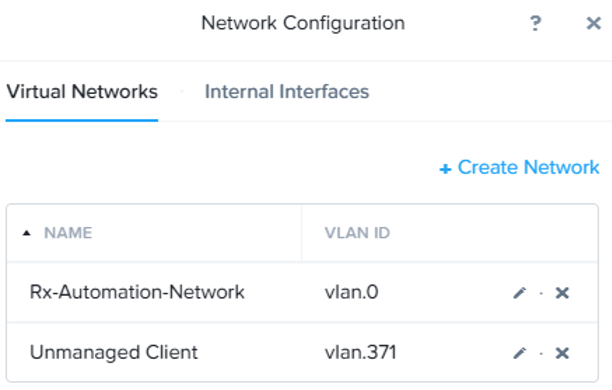 Network Configuration ? ×
Virtual Networks · Internal Interfaces
+ Create Network
NAME VLAN ID
Rx-Automation-Network vlan.0 · ×
Unmanaged Client vlan.371 · ×